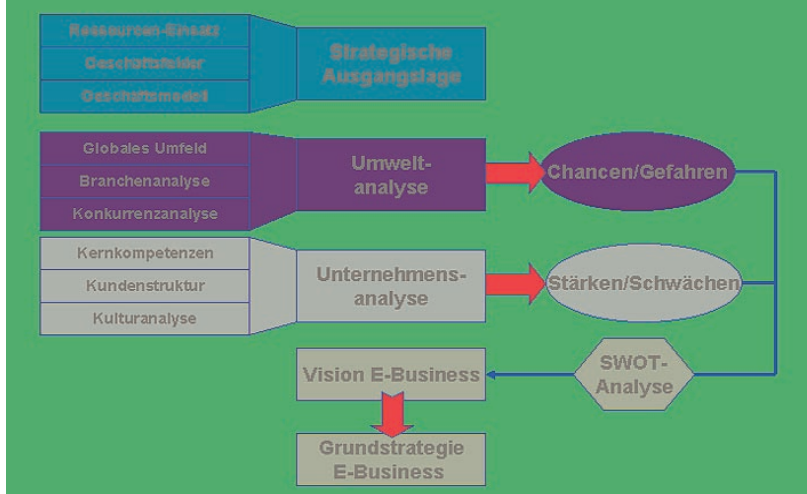 Ressourcen-Einsatz
Geschäftsfelder
Geschäftsmodell
Strategische
Ausgangslage
Globales Umfeld
Branchenanalyse
Konkurrenzanalyse
Umwelt-
analyse
Chancen/Gefahren
Kernkompetenzen
Kundenstruktur
Kulturanalyse
Unternehmens-
analyse
Stärken/Schwächen
Vision E-Business
SWOT-
Analyse
Grundstrategie
E-Business